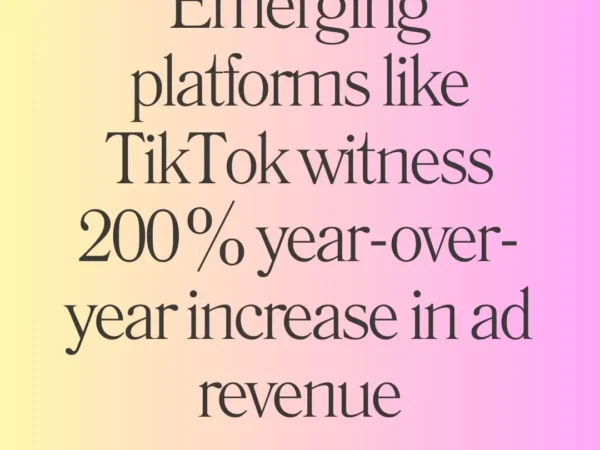 Emerging
platforms like
TikTok witness
200% year-over-
year increase in ad
revenue